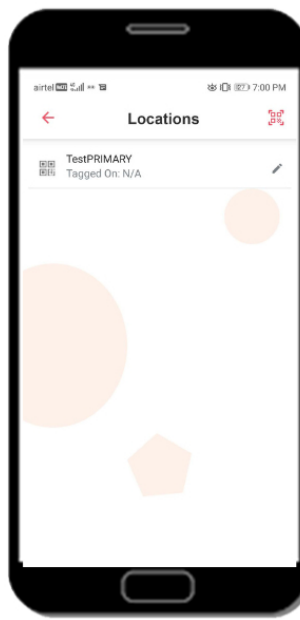 airtel
7:00 PM
Locations
TestPRIMARY
Tagged On: N/A